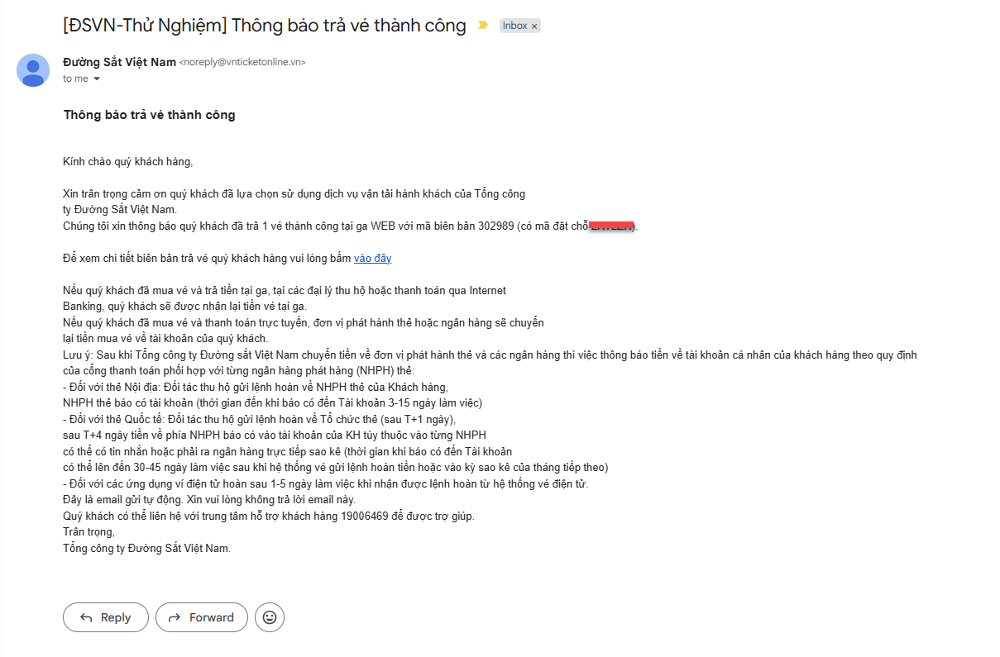 [ĐSVN-Thử Nghiệm] Thông báo trả vé thành công
Inbox ×
Đường Sắt Việt Nam <noreply@vnticketonline.vn>
to me
Thông báo trả vé thành công
Kính chào quý khách hàng,
Xin trân trọng cảm ơn quý khách đã lựa chọn sử dụng dịch vụ vận tải hành khách của Tổng công
ty Đường Sắt Việt Nam.
Chúng tôi xin thông báo quý khách đã trả 1 vé thành công tại ga WEB với mã biên bản 302989 (có mã đặt chỗ ).
Để xem chi tiết biên bản trả vé quý khách hàng vui lòng bấm vào đây
Nếu quý khách đã mua vé và trả tiền tại ga, tại các đại lý thu hộ hoặc thanh toán qua Internet
Banking, quý khách sẽ được nhận lại tiền vé tại ga.
Nếu quý khách đã mua vé và thanh toán trực tuyến, đơn vị phát hành thẻ hoặc ngân hàng sẽ chuyển
lại tiền mua vé về tài khoản của quý khách.
Lưu ý: Sau khi Tổng công ty Đường sắt Việt Nam chuyển tiền về đơn vị phát hành thẻ và các ngân hàng thì việc thông báo tiền về tài khoản cá nhân của khách hàng theo quy định
của cổng thanh toán phối hợp với từng ngân hàng phát hàng (NHPH) thẻ:
- Đối với thẻ Nội địa: Đối tác thu hộ gửi lệnh hoàn về NHPH thẻ của Khách hàng,
NHPH thẻ báo có tài khoản (thời gian đến khi báo có đến Tài khoản 3-15 ngày làm việc)
- Đối với thẻ Quốc tế: Đối tác thu hộ gửi lệnh hoàn về Tổ chức thẻ (sau T+1 ngày),
sau T+4 ngày tiền về phía NHPH báo có vào tài khoản của KH tùy thuộc vào từng NHPH
có thể có tin nhắn hoặc phải ra ngân hàng trực tiếp sao kê (thời gian khi báo có đến Tài khoản
có thể lên đến 30-45 ngày làm việc sau khi hệ thống vé gửi lệnh hoàn tiền hoặc vào kỳ sao kê của tháng tiếp theo)
- Đối với các ứng dụng ví điện tử hoàn sau 1-5 ngày làm việc khi nhận được lệnh hoàn từ hệ thống vé điện tử.
Đây là email gửi tự động. Xin vui lòng không trả lời email này.
Quý khách có thể liên hệ với trung tâm hỗ trợ khách hàng 19006469 để được trợ giúp.
Trân trọng,
Tổng công ty Đường Sắt Việt Nam.
Reply
Forward